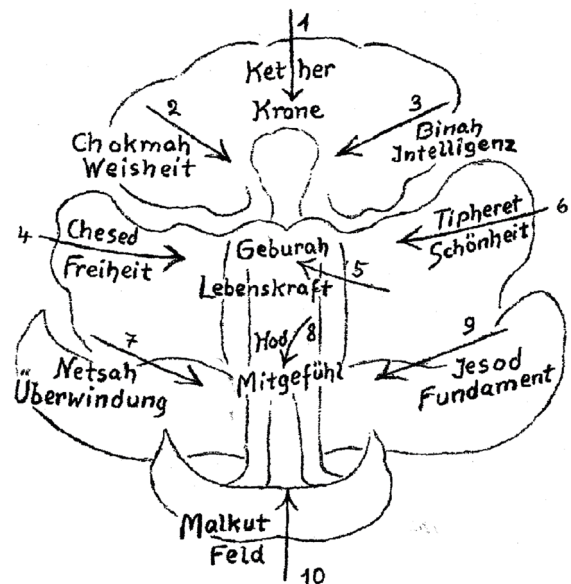 1
Kether
Krone
2
Chokmah
Weisheit
3
Binah
Intelligenz
4
Chesed
Freiheit
Geburah
Lebenskraft
5
Tipheret
Schönheit
6
7
Netsah
Überwindung
Hod
8
Mitgefühl
9
Jesod
Fundament
Malkut
Feld
10